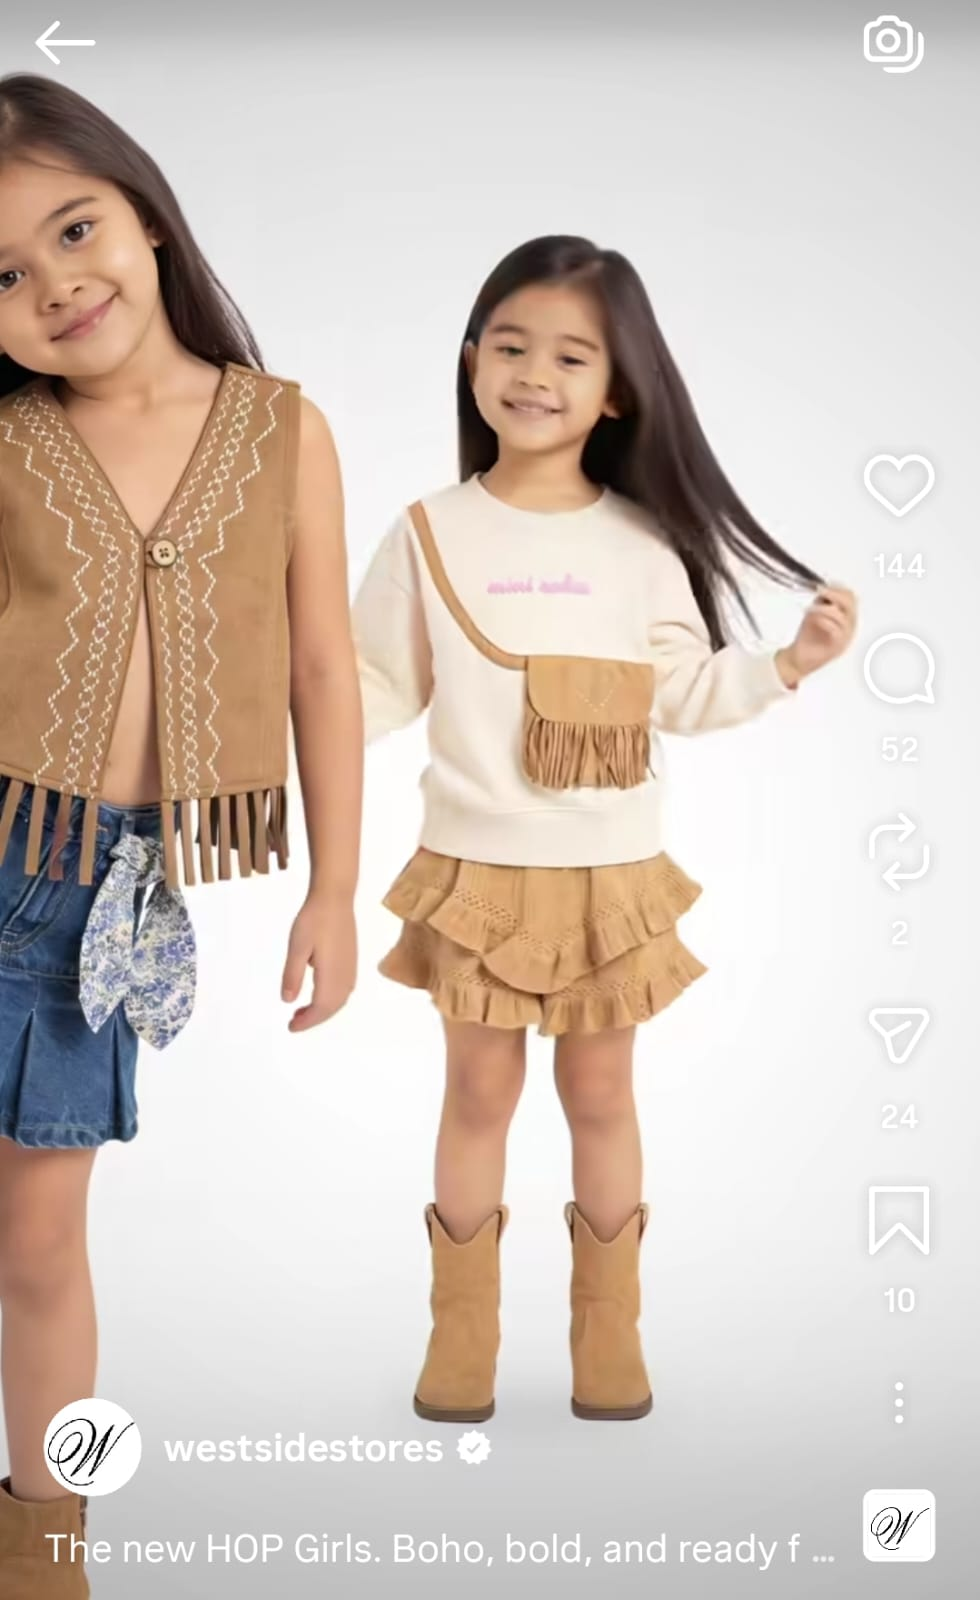 144
52
2
24
10
westsidestores
The new HOP Girls. Boho, bold, and ready f ...
W
W